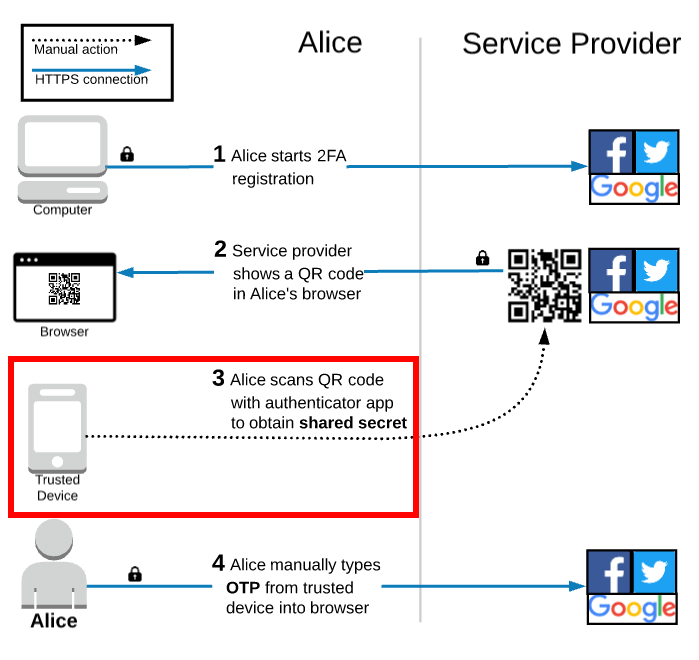 Alice
Service Provider
Manual action
HTTPS connection
1 Alice starts 2FA
registration
Computer
f
Google
2 Service provider
shows a QR code
in Alice's browser
Browser
f
Google
3 Alice scans QR code
with authenticator app
to obtain shared secret
Trusted
Device
4 Alice manually types
OTP from trusted
device into browser
Alice
f
Google